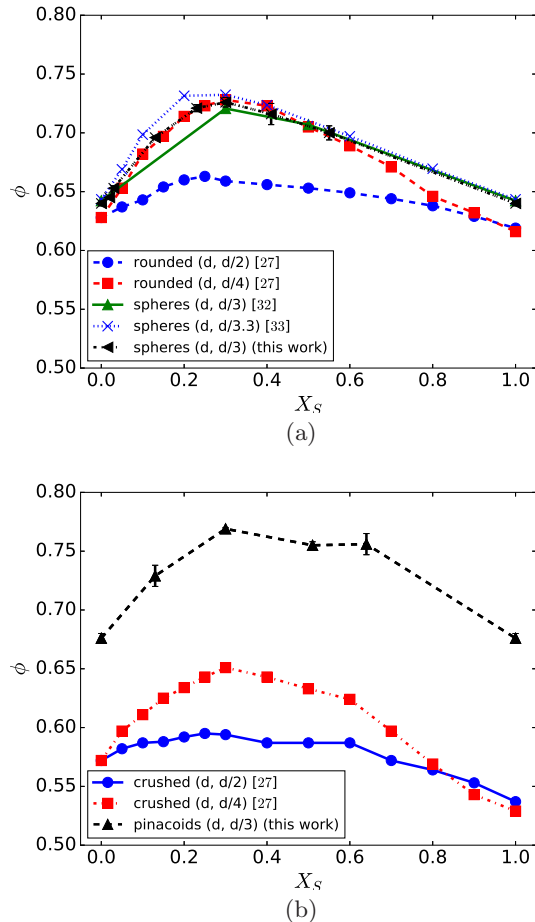 0.80
0.75
0.70
0.65
0.60
0.55
0.50
ϕ
rounded (d, d/2) [27]
rounded (d, d/4) [27]
spheres (d, d/3) [32]
spheres (d, d/3.3) [33]
spheres (d, d/3) (this work)
0.0 0.2 0.4 0.6 0.8 1.0
X_S
(a)
0.80
0.75
0.70
0.65
0.60
0.55
0.50
ϕ
crushed (d, d/2) [27]
crushed (d, d/4) [27]
pinacoids (d, d/3) (this work)
0.0 0.2 0.4 0.6 0.8 1.0
X_S
(b)